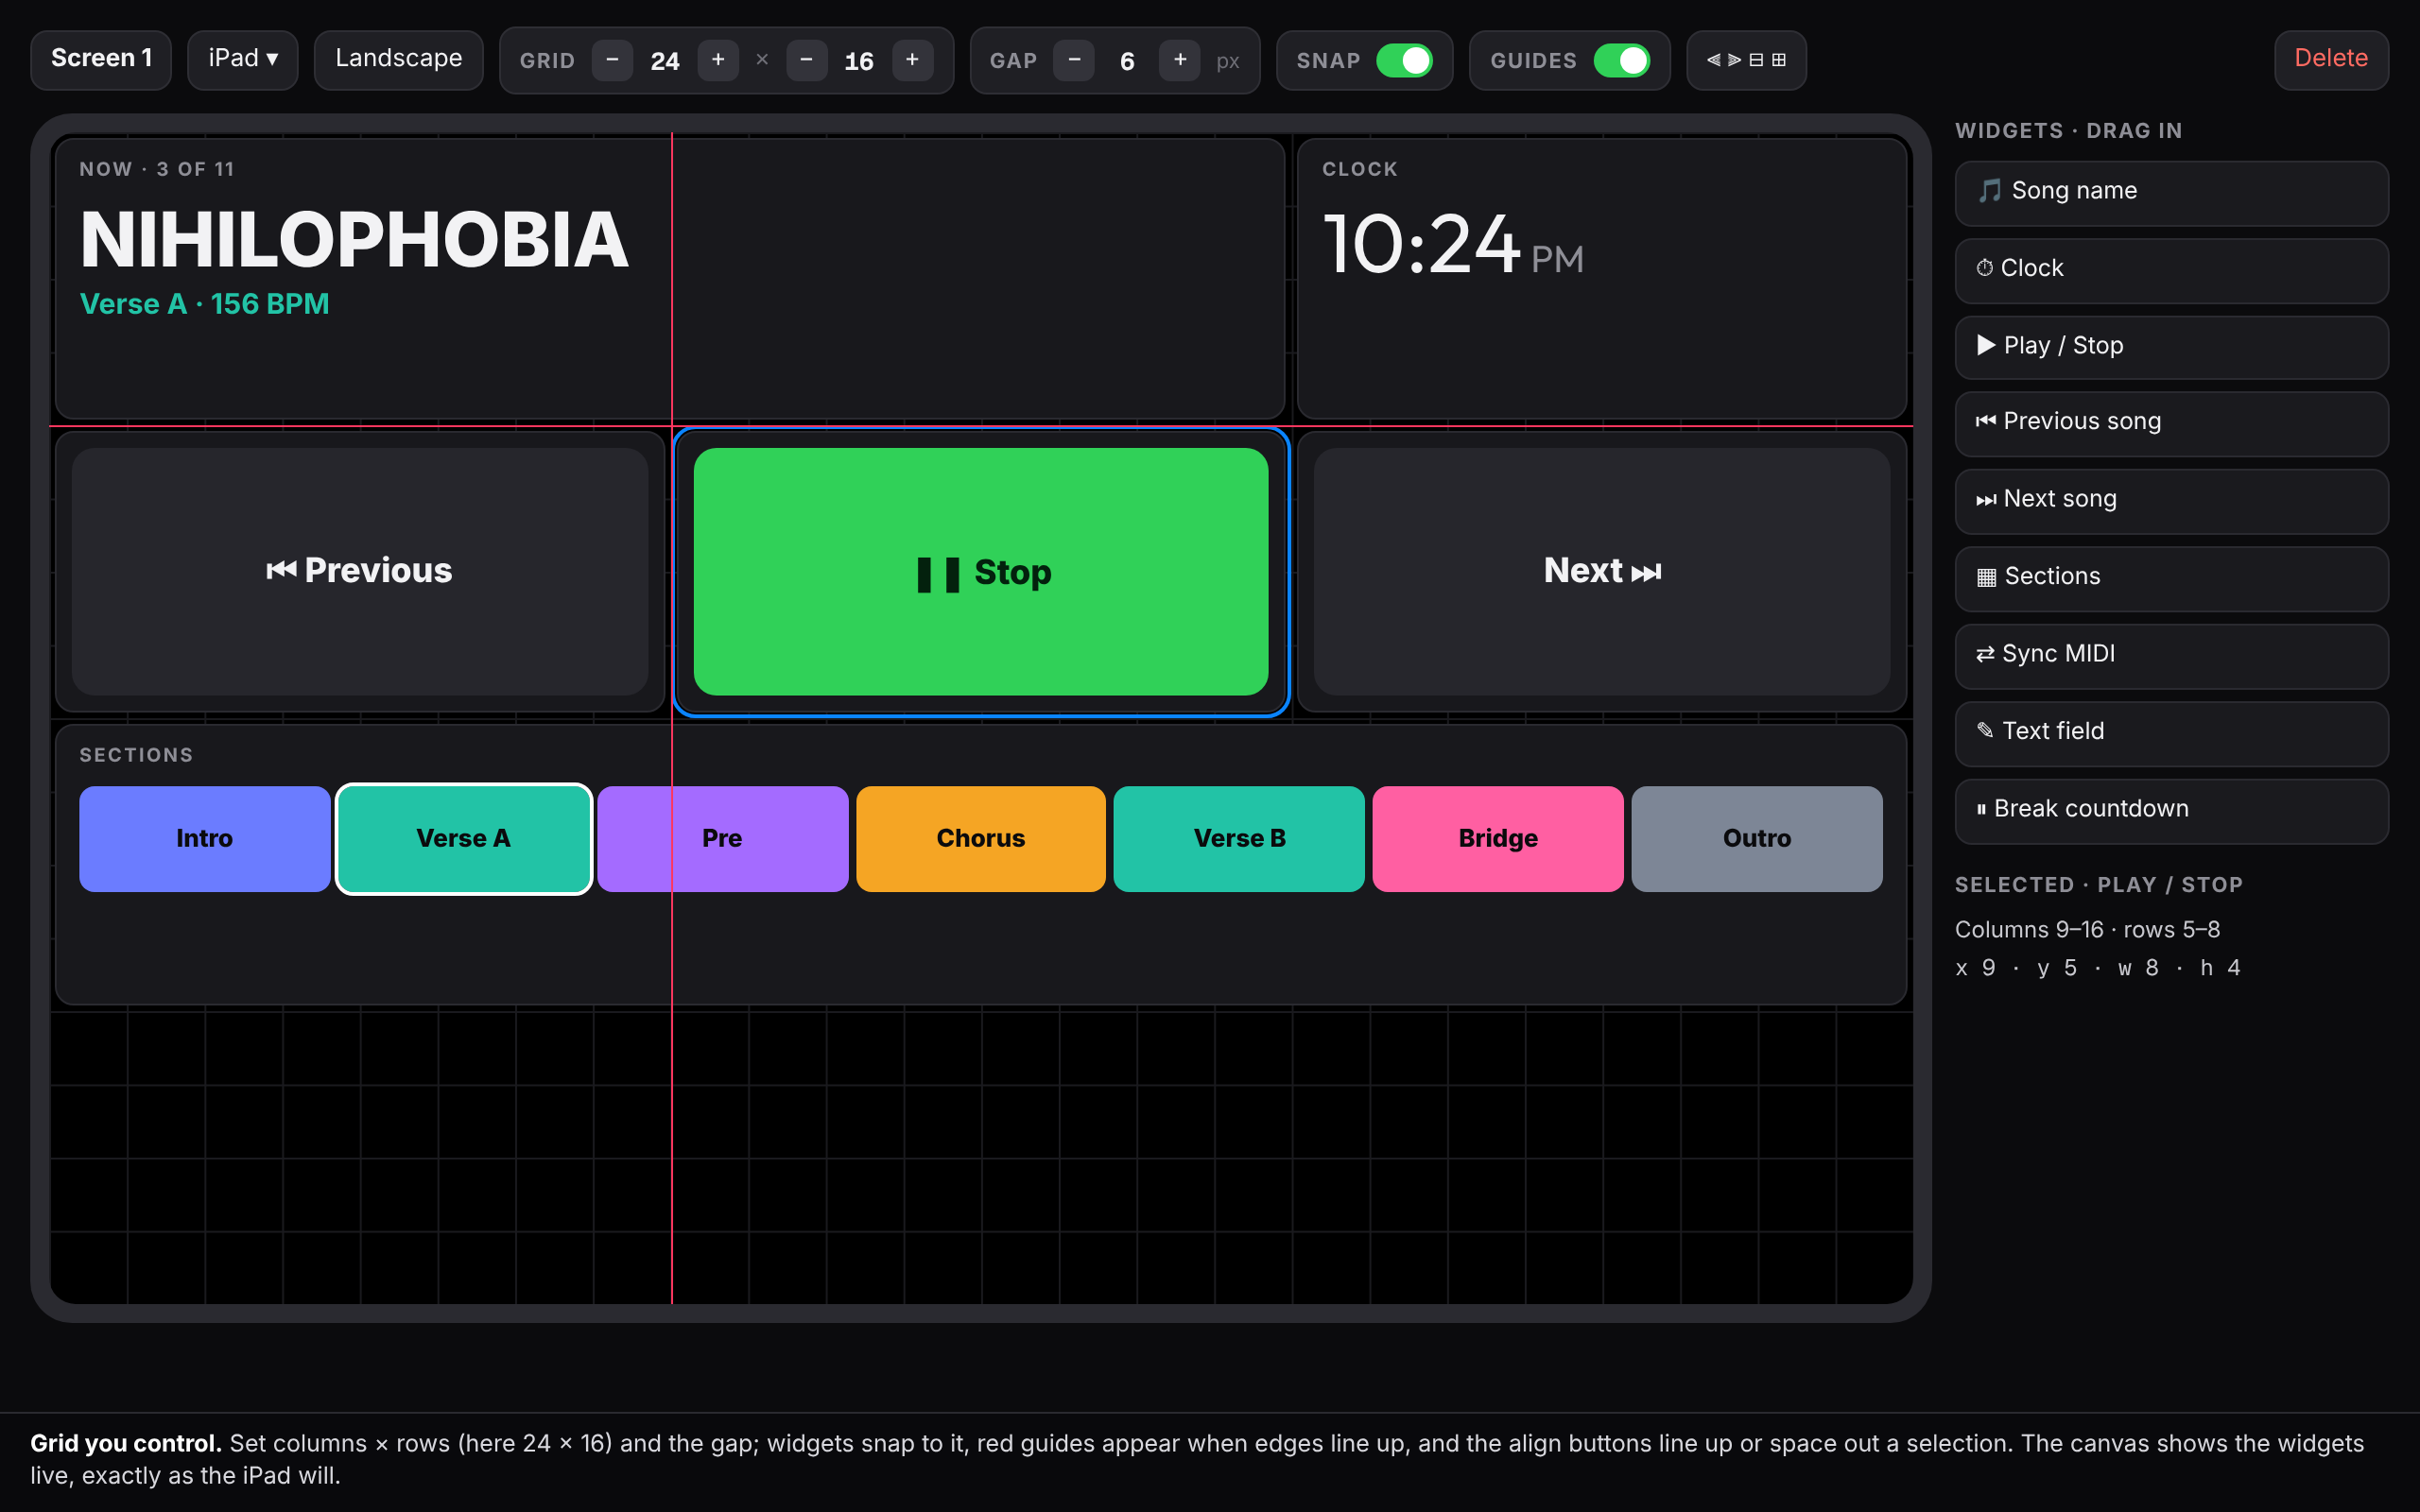 Screen 1 iPad ▾ Landscape GRID − 24 + × − 16 + GAP − 6 + px SNAP GUIDES Delete
WIDGETS · DRAG IN
NOW · 3 OF 11
NIHILOPHOBIA
Verse A · 156 BPM
CLOCK
10:24 PM
⏮ Previous
❚❚ Stop
Next ⏭
SECTIONS
Intro
Verse A
Pre
Chorus
Verse B
Bridge
Outro
🎵 Song name
⏱ Clock
▶ Play / Stop
⏮ Previous song
⏭ Next song
▦ Sections
⇄ Sync MIDI
✎ Text field
⏸ Break countdown
SELECTED · PLAY / STOP
Columns 9–16 · rows 5–8
x 9 · y 5 · w 8 · h 4
Grid you control. Set columns × rows (here 24 × 16) and the gap; widgets snap to it, red guides appear when edges line up, and the align buttons line up or space out a selection. The canvas shows the widgets
live, exactly as the iPad will.